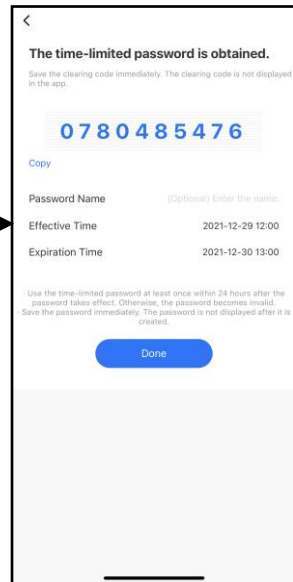 The time-limited password is obtained.
Save the clearing code immediately. The clearing code is not displayed
in the app.
0780485476
Copy
Password Name (Optional) Enter the name.
Effective Time 2021-12-29 12:00
Expiration Time 2021-12-30 13:00
· Use the time-limited password at least once within 24 hours after the
password takes effect. Otherwise, the password becomes invalid.
· Save the password immediately. The password is not displayed after it is
created.
Done